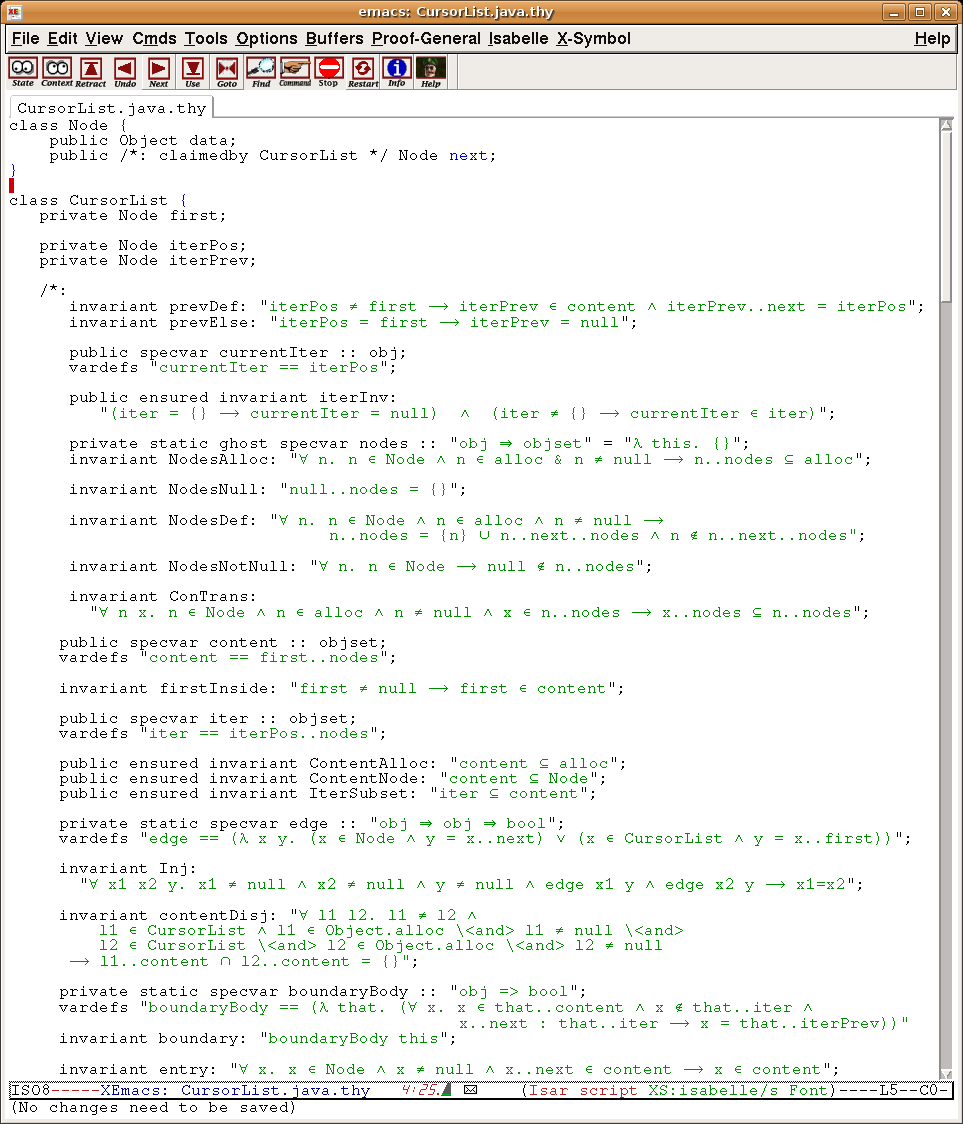 emacs: CursorList.java.thy
File Edit View Cmds Tools Options Buffers Proof-General Isabelle X-Symbol Help
State Context Retract Undo Next Use Goto Find Command Stop Restart Info Help
CursorList.java.thy
class Node {
    public Object data;
    public /*: claimedby CursorList */ Node next;
}
class CursorList {
   private Node first;
   private Node iterPos;
   private Node iterPrev;
   /*:
      invariant prevDef: "iterPos ≠ first ⟶ iterPrev ∈ content ∧ iterPrev..next = iterPos";
      invariant prevElse: "iterPos = first ⟶ iterPrev = null";
      public specvar currentIter :: obj;
      vardefs "currentIter == iterPos";
      public ensured invariant iterInv:
         "(iter = {} ⟶ currentIter = null)  ∧  (iter ≠ {} ⟶ currentIter ∈ iter)";
      private static ghost specvar nodes :: "obj ⇒ objset" = "λ this. {}";
      invariant NodesAlloc: "∀ n. n ∈ Node ∧ n ∈ alloc & n ≠ null ⟶ n..nodes ⊆ alloc";
      invariant NodesNull: "null..nodes = {}";
      invariant NodesDef: "∀ n. n ∈ Node ∧ n ∈ alloc ∧ n ≠ null ⟶
                                n..nodes = {n} ∪ n..next..nodes ∧ n ∉ n..next..nodes";
      invariant NodesNotNull: "∀ n. n ∈ Node ⟶ null ∉ n..nodes";
      invariant ConTrans:
        "∀ n x. n ∈ Node ∧ n ∈ alloc ∧ n ≠ null ∧ x ∈ n..nodes ⟶ x..nodes ⊆ n..nodes";
     public specvar content :: objset;
     vardefs "content == first..nodes";
     invariant firstInside: "first ≠ null ⟶ first ∈ content";
     public specvar iter :: objset;
     vardefs "iter == iterPos..nodes";
     public ensured invariant ContentAlloc: "content ⊆ alloc";
     public ensured invariant ContentNode: "content ⊆ Node";
     public ensured invariant IterSubset: "iter ⊆ content";
     private static specvar edge :: "obj ⇒ obj ⇒ bool";
     vardefs "edge == (λ x y. (x ∈ Node ∧ y = x..next) ∨ (x ∈ CursorList ∧ y = x..first))";
     invariant Inj:
       "∀ x1 x2 y. x1 ≠ null ∧ x2 ≠ null ∧ y ≠ null ∧ edge x1 y ∧ edge x2 y ⟶ x1=x2";
     invariant contentDisj: "∀ l1 l2. l1 ≠ l2 ∧
         l1 ∈ CursorList ∧ l1 ∈ Object.alloc \<and> l1 ≠ null \<and>
         l2 ∈ CursorList \<and> l2 ∈ Object.alloc \<and> l2 ≠ null
      ⟶ l1..content ∩ l2..content = {}";
     private static specvar boundaryBody :: "obj => bool";
     vardefs "boundaryBody == (λ that. (∀ x. x ∈ that..content ∧ x ∉ that..iter ∧
                                             x..next : that..iter ⟶ x = that..iterPrev))"
     invariant boundary: "boundaryBody this";
     invariant entry: "∀ x. x ∈ Node ∧ x ≠ null ∧ x..next ∈ content ⟶ x ∈ content";
ISO8-----XEmacs: CursorList.java.thy   4:25   (Isar script XS:isabelle/s Font)----L5--C0-
(No changes need to be saved)